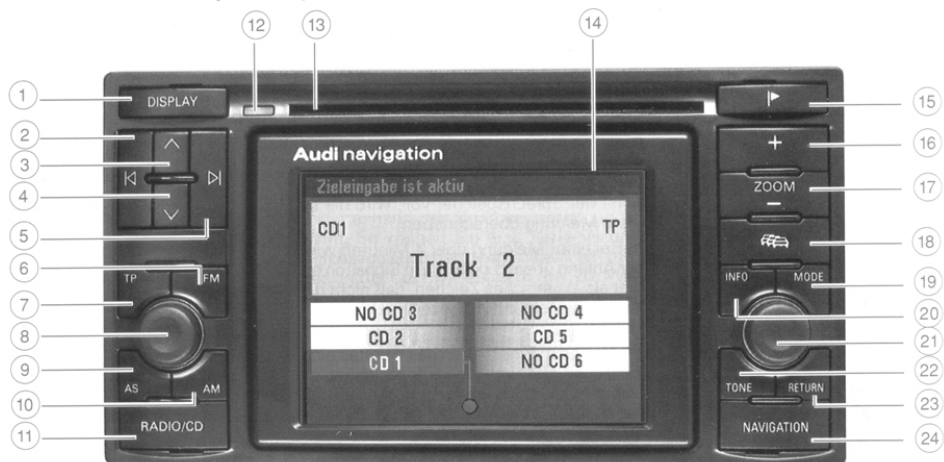 12 13 14
1 DISPLAY 15
2 16
+
3 Audi navigation
Zieleingabe ist aktiv
ZOOM 17
4 CD1 TP
−
5 Track 2 18
6 TP FM INFO MODE 19
7 20
NO CD 3 NO CD 4
8 CD 2 CD 5 21
9 CD 1 NO CD 6 22
AS AM TONE RETURN
10 23
11 RADIO/CD NAVIGATION 24